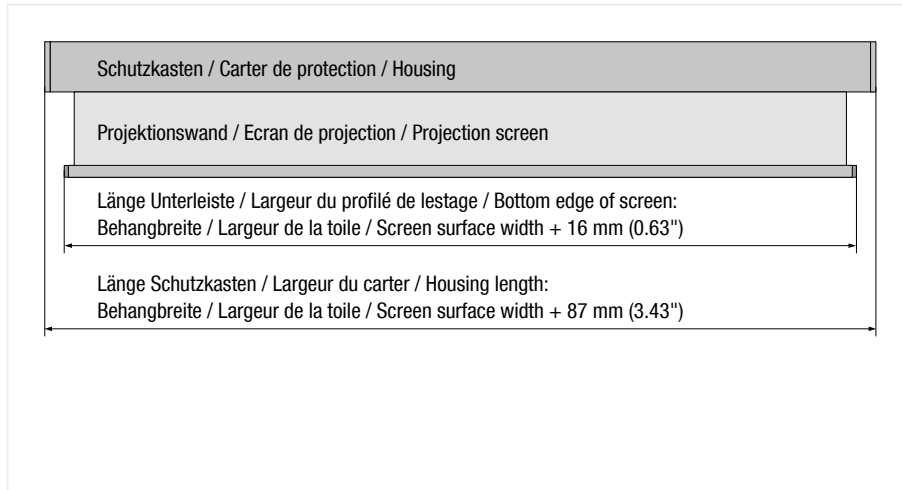 Schutzkasten / Carter de protection / Housing
Projektionswand / Ecran de projection / Projection screen
Länge Unterleiste / Largeur du profilé de lestage / Bottom edge of screen:
Behangbreite / Largeur de la toile / Screen surface width + 16 mm (0.63")
Länge Schutzkasten / Largeur du carter / Housing length:
Behangbreite / Largeur de la toile / Screen surface width + 87 mm (3.43")